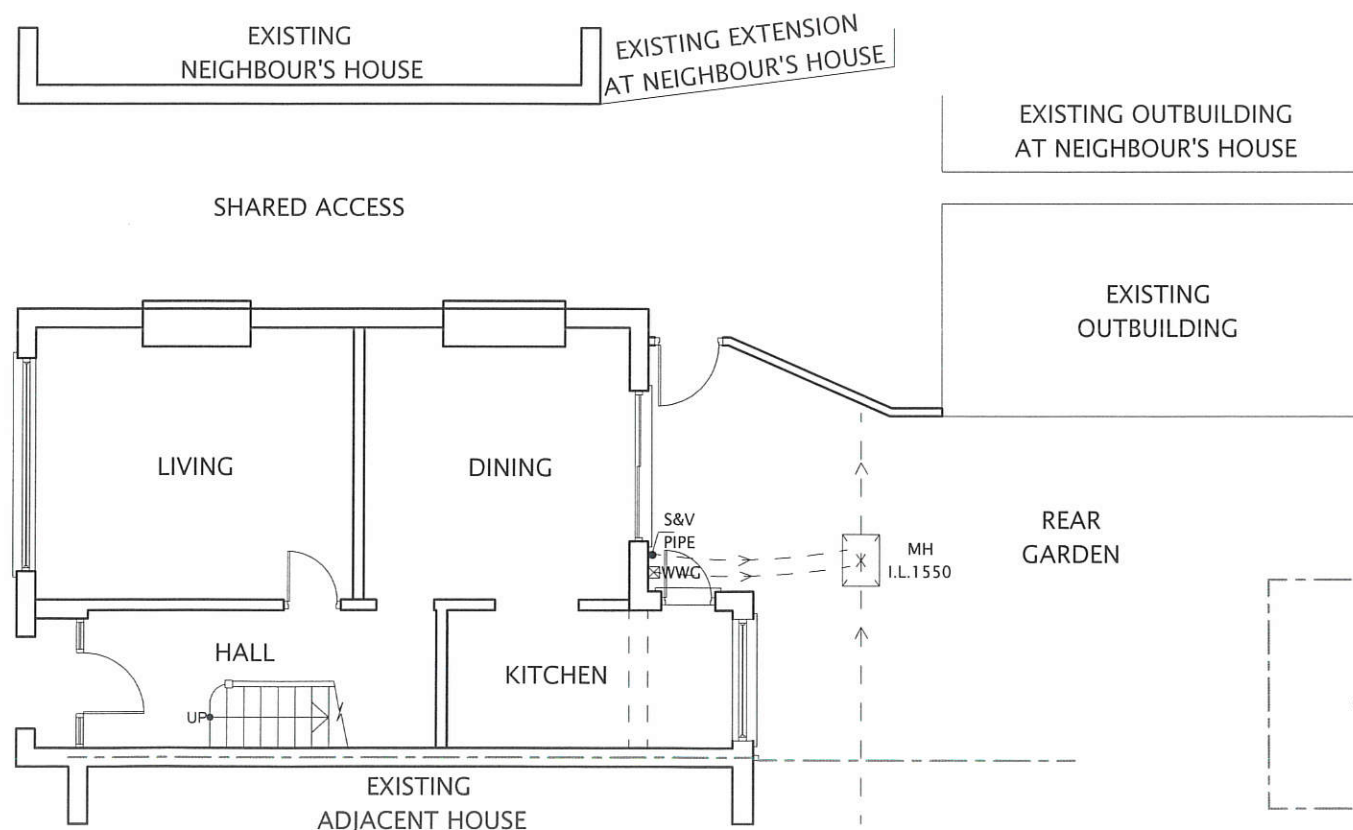 EXISTING
NEIGHBOUR'S HOUSE
EXISTING EXTENSION
AT NEIGHBOUR'S HOUSE
EXISTING OUTBUILDING
AT NEIGHBOUR'S HOUSE
SHARED ACCESS
EXISTING
OUTBUILDING
LIVING
DINING
S&V
PIPE
WWG
MH
I.L.1550
REAR
GARDEN
HALL
KITCHEN
UP
EXISTING
ADJACENT HOUSE